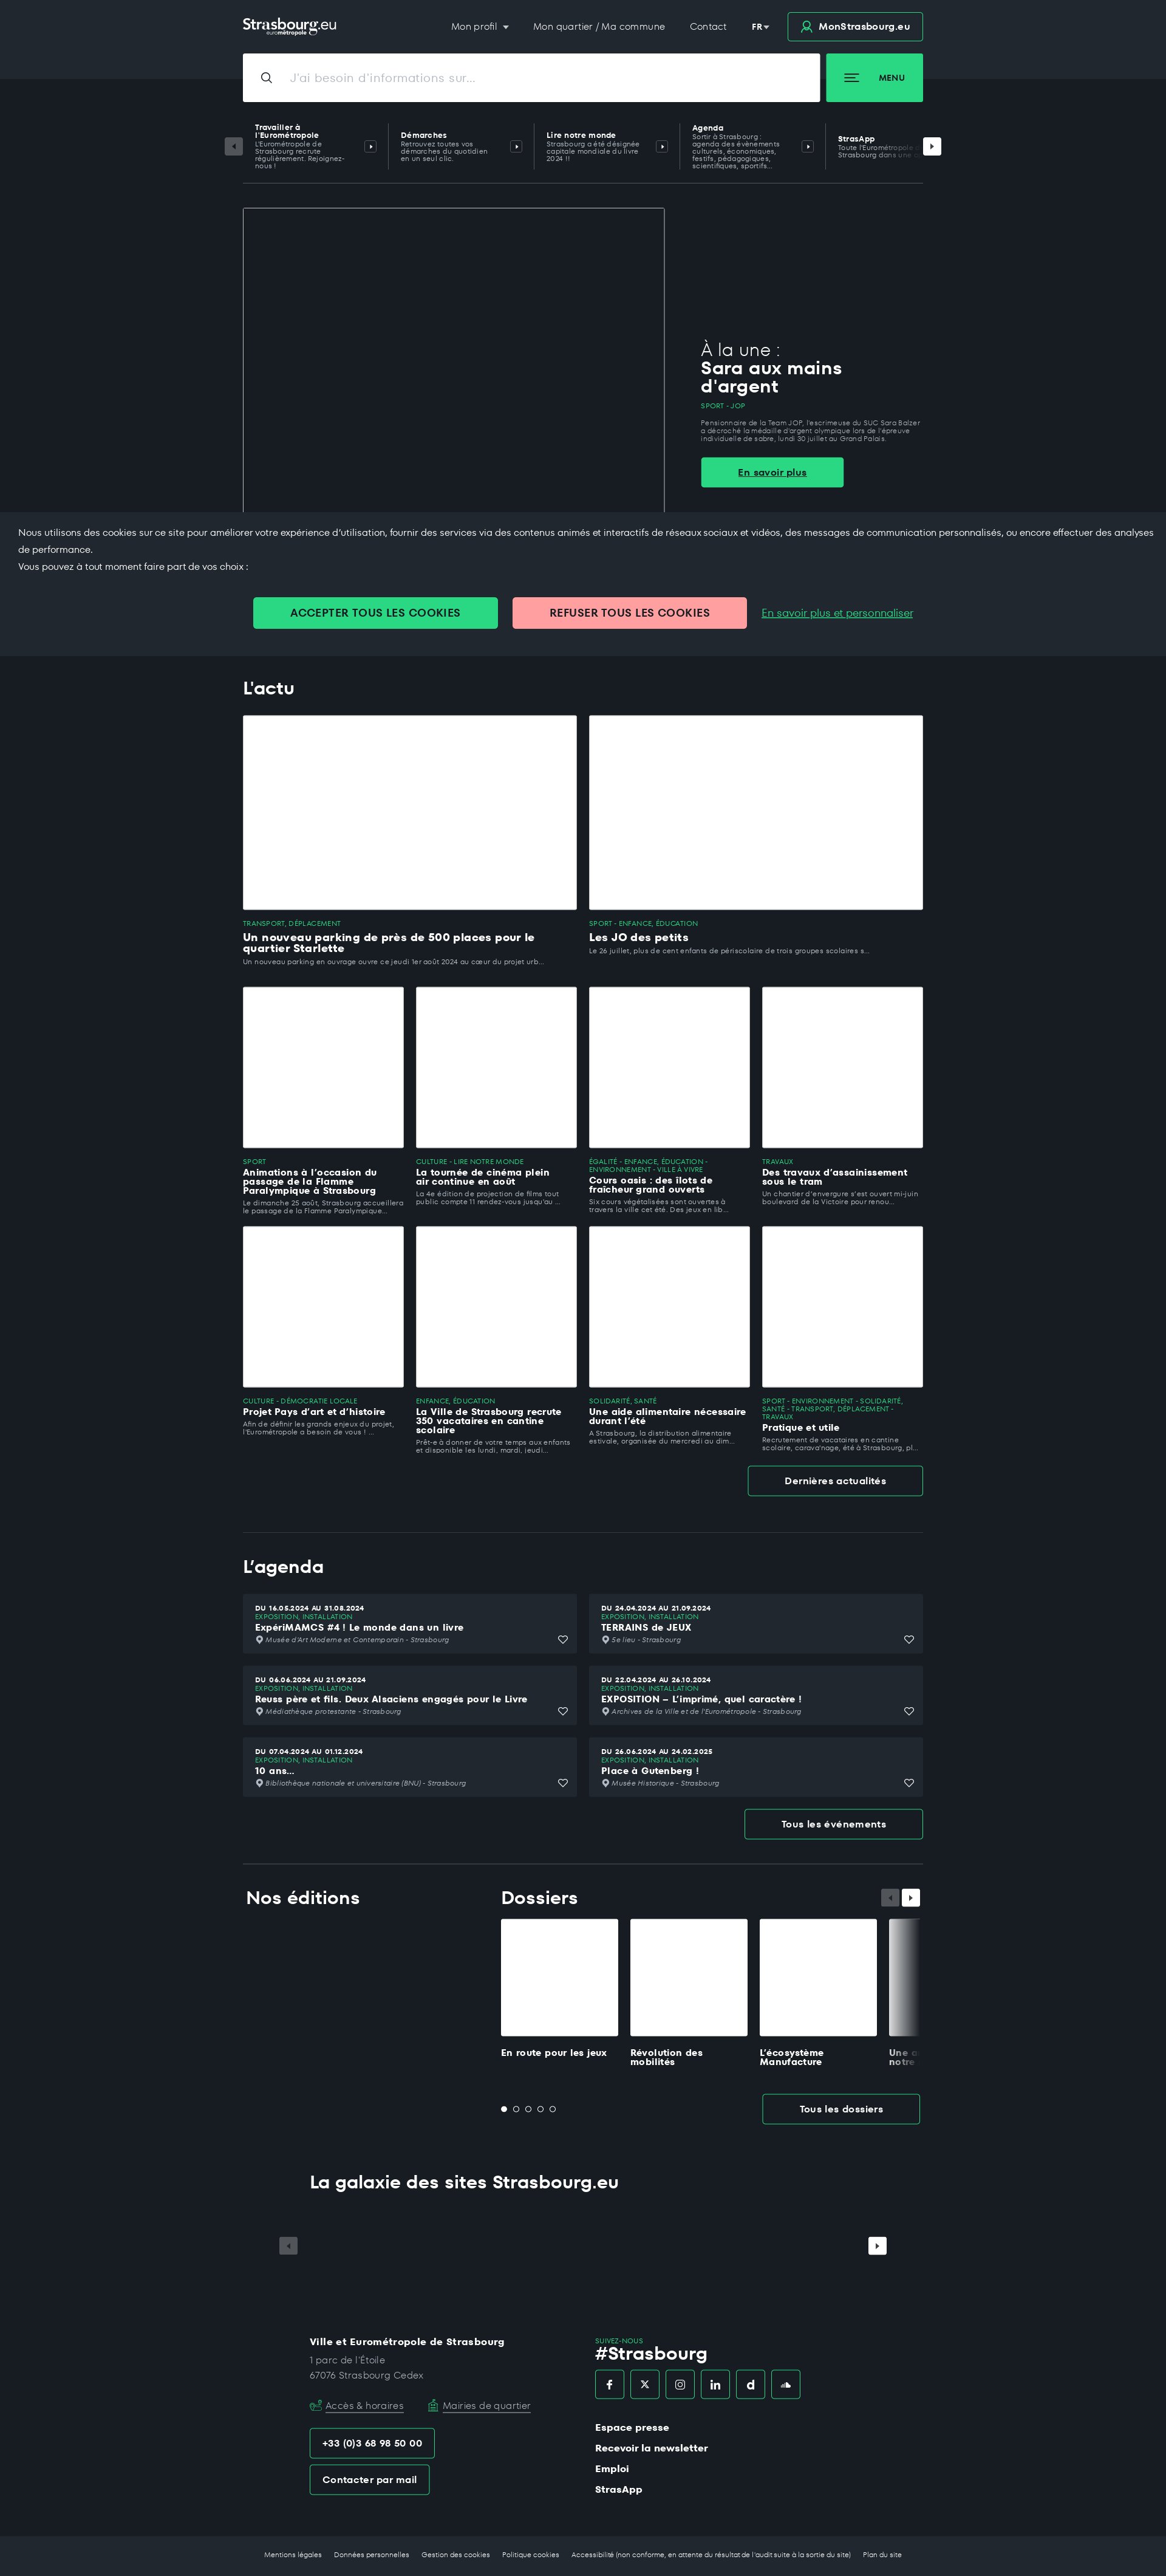 Strasbourg.eu
eurométropole
Mon profil
Mon quartier / Ma commune
Contact
FR
MonStrasbourg.eu
J'ai besoin d'informations sur...
MENU
Travailler à
l'Eurométropole
L'Eurométropole de
Strasbourg recrute
régulièrement. Rejoignez-
nous !
Démarches
Retrouvez toutes vos
démarches du quotidien
en un seul clic.
Lire notre monde
Strasbourg a été désignée
capitale mondiale du livre
2024 !!
Agenda
Sortir à Strasbourg :
agenda des évènements
culturels, économiques,
festifs, pédagogiques,
scientifiques, sportifs...
StrasApp
Toute l'Eurométropole
Strasbourg dans une
À la une :
Sara aux mains
d'argent
SPORT - JOP
Pensionnaire de la Team JOP, l'escrimeuse du SUC Sara Balzer
a décroché la médaille d'argent olympique lors de l'épreuve
individuelle de sabre, lundi 30 juillet au Grand Palais.
En savoir plus
Nous utilisons des cookies sur ce site pour améliorer votre expérience d'utilisation, fournir des services via des contenus animés et interactifs de réseaux sociaux et vidéos, des messages de communication personnalisés, ou encore effectuer des analyses
de performance.
Vous pouvez à tout moment faire part de vos choix :
ACCEPTER TOUS LES COOKIES
REFUSER TOUS LES COOKIES
En savoir plus et personnaliser
L'actu
TRANSPORT, DÉPLACEMENT
Un nouveau parking de près de 500 places pour le
quartier Starlette
Un nouveau parking en ouvrage ouvre ce jeudi 1er août 2024 au cœur du projet urb...
SPORT - ENFANCE, ÉDUCATION
Les JO des petits
Le 26 juillet, plus de cent enfants de périscolaire de trois groupes scolaires s...
SPORT
Animations à l'occasion du
passage de la Flamme
Paralympique à Strasbourg
Le dimanche 25 août, Strasbourg accueillera
le passage de la Flamme Paralympique...
CULTURE - LIRE NOTRE MONDE
La tournée de cinéma plein
air continue en août
La 4e édition de projection de films tout
public compte 11 rendez-vous jusqu'au ...
ÉGALITÉ - ENFANCE, ÉDUCATION -
ENVIRONNEMENT - VILLE À VIVRE
Cours oasis : des îlots de
fraîcheur grand ouverts
Six cours végétalisées sont ouvertes à
travers la ville cet été. Des jeux en lib...
TRAVAUX
Des travaux d'assainissement
sous le tram
Un chantier d'envergure s'est ouvert mi-juin
boulevard de la Victoire pour renou...
CULTURE - DÉMOCRATIE LOCALE
Projet Pays d'art et d'histoire
Afin de définir les grands enjeux du projet,
l'Eurométropole a besoin de vous ! ...
ENFANCE, ÉDUCATION
La Ville de Strasbourg recrute
350 vacataires en cantine
scolaire
Prêt-e à donner de votre temps aux enfants
et disponible les lundi, mardi, jeudi...
SOLIDARITÉ, SANTÉ
Une aide alimentaire nécessaire
durant l'été
A Strasbourg, la distribution alimentaire
estivale, organisée du mercredi au dim...
SPORT - ENVIRONNEMENT - SOLIDARITÉ,
SANTÉ - TRANSPORT, DÉPLACEMENT -
TRAVAUX
Pratique et utile
Recrutement de vacataires en cantine
scolaire, carava'nage, été à Strasbourg, pl...
Dernières actualités
L'agenda
DU 16.05.2024 AU 31.08.2024
EXPOSITION, INSTALLATION
ExpériMAMCS #4 ! Le monde dans un livre
Musée d'Art Moderne et Contemporain - Strasbourg
DU 24.04.2024 AU 21.09.2024
EXPOSITION, INSTALLATION
TERRAINS de JEUX
5e lieu - Strasbourg
DU 06.06.2024 AU 21.09.2024
EXPOSITION, INSTALLATION
Reuss père et fils. Deux Alsaciens engagés pour le Livre
Médiathèque protestante - Strasbourg
DU 22.04.2024 AU 26.10.2024
EXPOSITION, INSTALLATION
EXPOSITION – L'imprimé, quel caractère !
Archives de la Ville et de l'Eurométropole - Strasbourg
DU 07.04.2024 AU 01.12.2024
EXPOSITION, INSTALLATION
10 ans...
Bibliothèque nationale et universitaire (BNU) - Strasbourg
DU 26.06.2024 AU 24.02.2025
EXPOSITION, INSTALLATION
Place à Gutenberg !
Musée Historique - Strasbourg
Tous les événements
Nos éditions
Dossiers
En route pour les jeux
Révolution des
mobilités
L'écosystème
Manufacture
Une
notre
Tous les dossiers
La galaxie des sites Strasbourg.eu
Ville et Eurométropole de Strasbourg
1 parc de l'Étoile
67076 Strasbourg Cedex
Accès & horaires
Mairies de quartier
+33 (0)3 68 98 50 00
Contacter par mail
SUIVEZ-NOUS
#Strasbourg
Espace presse
Recevoir la newsletter
Emploi
StrasApp
Mentions légales
Données personnelles
Gestion des cookies
Politique cookies
Accessibilité (non conforme, en attente du résultat de l'audit suite à la sortie du site)
Plan du site